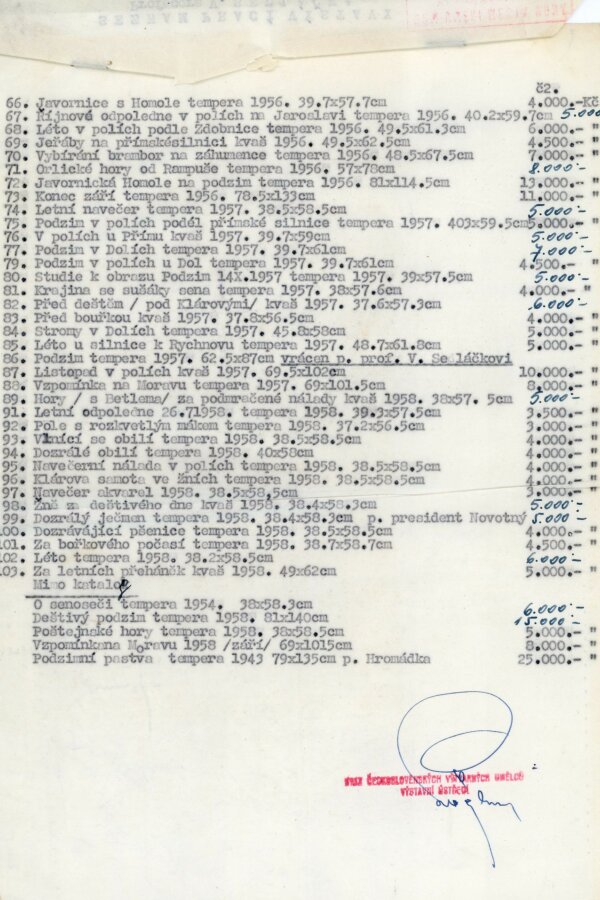 SEZNAM PRACÍ VÝSTAVY
č2.
66. Javornice s Homole tempera 1956. 39.7x57.7cm 4.000.-Kč
67. Říjnové odpoledne v polích na Jaroslavi tempera 1956. 40.2x59.7cm 5.000
68. Léto v polích podle Zdobnice tempera 1956. 49.5x61.3cm 6.000.- "
69. Jeřáby na přímskésilnici kvaš 1956. 49.5x62.5cm 4.500.- "
70. Vybírání brambor na záhumence tempera 1956. 48.5x67.5cm 7.000.- "
71. Orlické hory od Rampuše tempera 1956. 57x78cm 8.000.-
72. Javornická Homole na podzim tempera 1956. 81x114.5cm 13.000.- "
73. Konec září tempera 1956. 78.5x133cm 11.000.- "
74. Letní navečer tempera 1957. 38.5x58.5cm 5.000.-
75. Podzim v polích podél přímské silnice tempera 1957. 403x59.5cm5.000.- "
76. V polích u Přímu kvaš 1957. 39.7x59cm 5.000.-
77. Podzim v Dolích tempera 1957. 39.7x61cm 7.000.-
79. Podzim v polích u Dol tempera 1957. 39.7x61cm 4.500.- "
80. Studie k obrazu Podzim 14X.1957 tempera 1957. 39x57.5cm 5.000.-
81. Krajina se sušáky sena tempera 1957. 38x57.6cm 4.000.- "
82. Před deštěm / pod Klárovými/ kvaš 1957. 37.6x57.3cm 6.000.-
83. Před bouřkou kvaš 1957. 37.8x56.5cm 4.000.- "
84. Stromy v Dolích tempera 1957. 45.8x58cm 5.000.- "
85. Léto u silnice k Rychnovu tempera 1957. 48.7x61.8cm 5.000.- "
86. Podzim tempera 1957. 62.5x87cm vrácen p. prof. V. Sedláčkovi
87. Listopad v polích kvaš 1957. 69.5x102cm 10.000.- "
88. Vzpomínka na Moravu tempera 1957. 69x101.5cm 8.000.- "
89. Hory / s Betlema/ za podmračené nálady kvaš 1958. 38x57. 5cm 5.000.-
91. Letní odpoledne 26.71958. tempera 1958. 39.3x57.5cm 3.500.- "
92. Pole s rozkvetlým mákem tempera 1958. 37.2x56.5cm 3.000.- "
93. Vlnící se obilí tempera 1958. 38.5x58.5cm 4.000.- "
94. Dozrálé obilí tempera 1958. 40x58cm 4.000.- "
95. Navečerní nálada v polích tempera 1958. 38.5x58.5cm 4.000.- "
96. Klárova samota ve žních tempera 1958. 38.5x58.5cm 4.000.- "
97. Navečer akvarel 1958. 38.5x58,5cm 3.000.- "
98. Žně za deštivého dne kvaš 1958. 38.4x58.3cm 5.000.-
99. Dozrálý ječmen tempera 1958. 38.4x58.3cm p. president Novotný 5.000.- "
100. Dozrávající pšenice tempera 1958. 38.5x58.5cm 4.000.- "
101. Za bořkového počasí tempera 1958. 38.7x58.7cm 4.500.- "
102. Léto tempera 1958. 38.2x58.5cm 6.000.-
103. Za letních přeháněk kvaš 1958. 49x62cm 5.000.- "
Mimo katalog
O senoseči tempera 1954. 38x58.3cm 6.000.-
Deštivý podzim tempera 1958. 81x140cm 15.000.-
Poštejnské hory tempera 1958. 38x58.5cm 5.000.- "
Vzpomínkana Moravu 1958 /září/ 69x1015cm 8.000.- "
Podzimní pastva tempera 1943 79x135cm p. Hromádka 25.000.- "
SVAZ ČESKOSLOVENSKÝCH VÝTVARNÝCH UMĚLCŮ
VÝSTAVNÍ ÚSTŘEDÍ